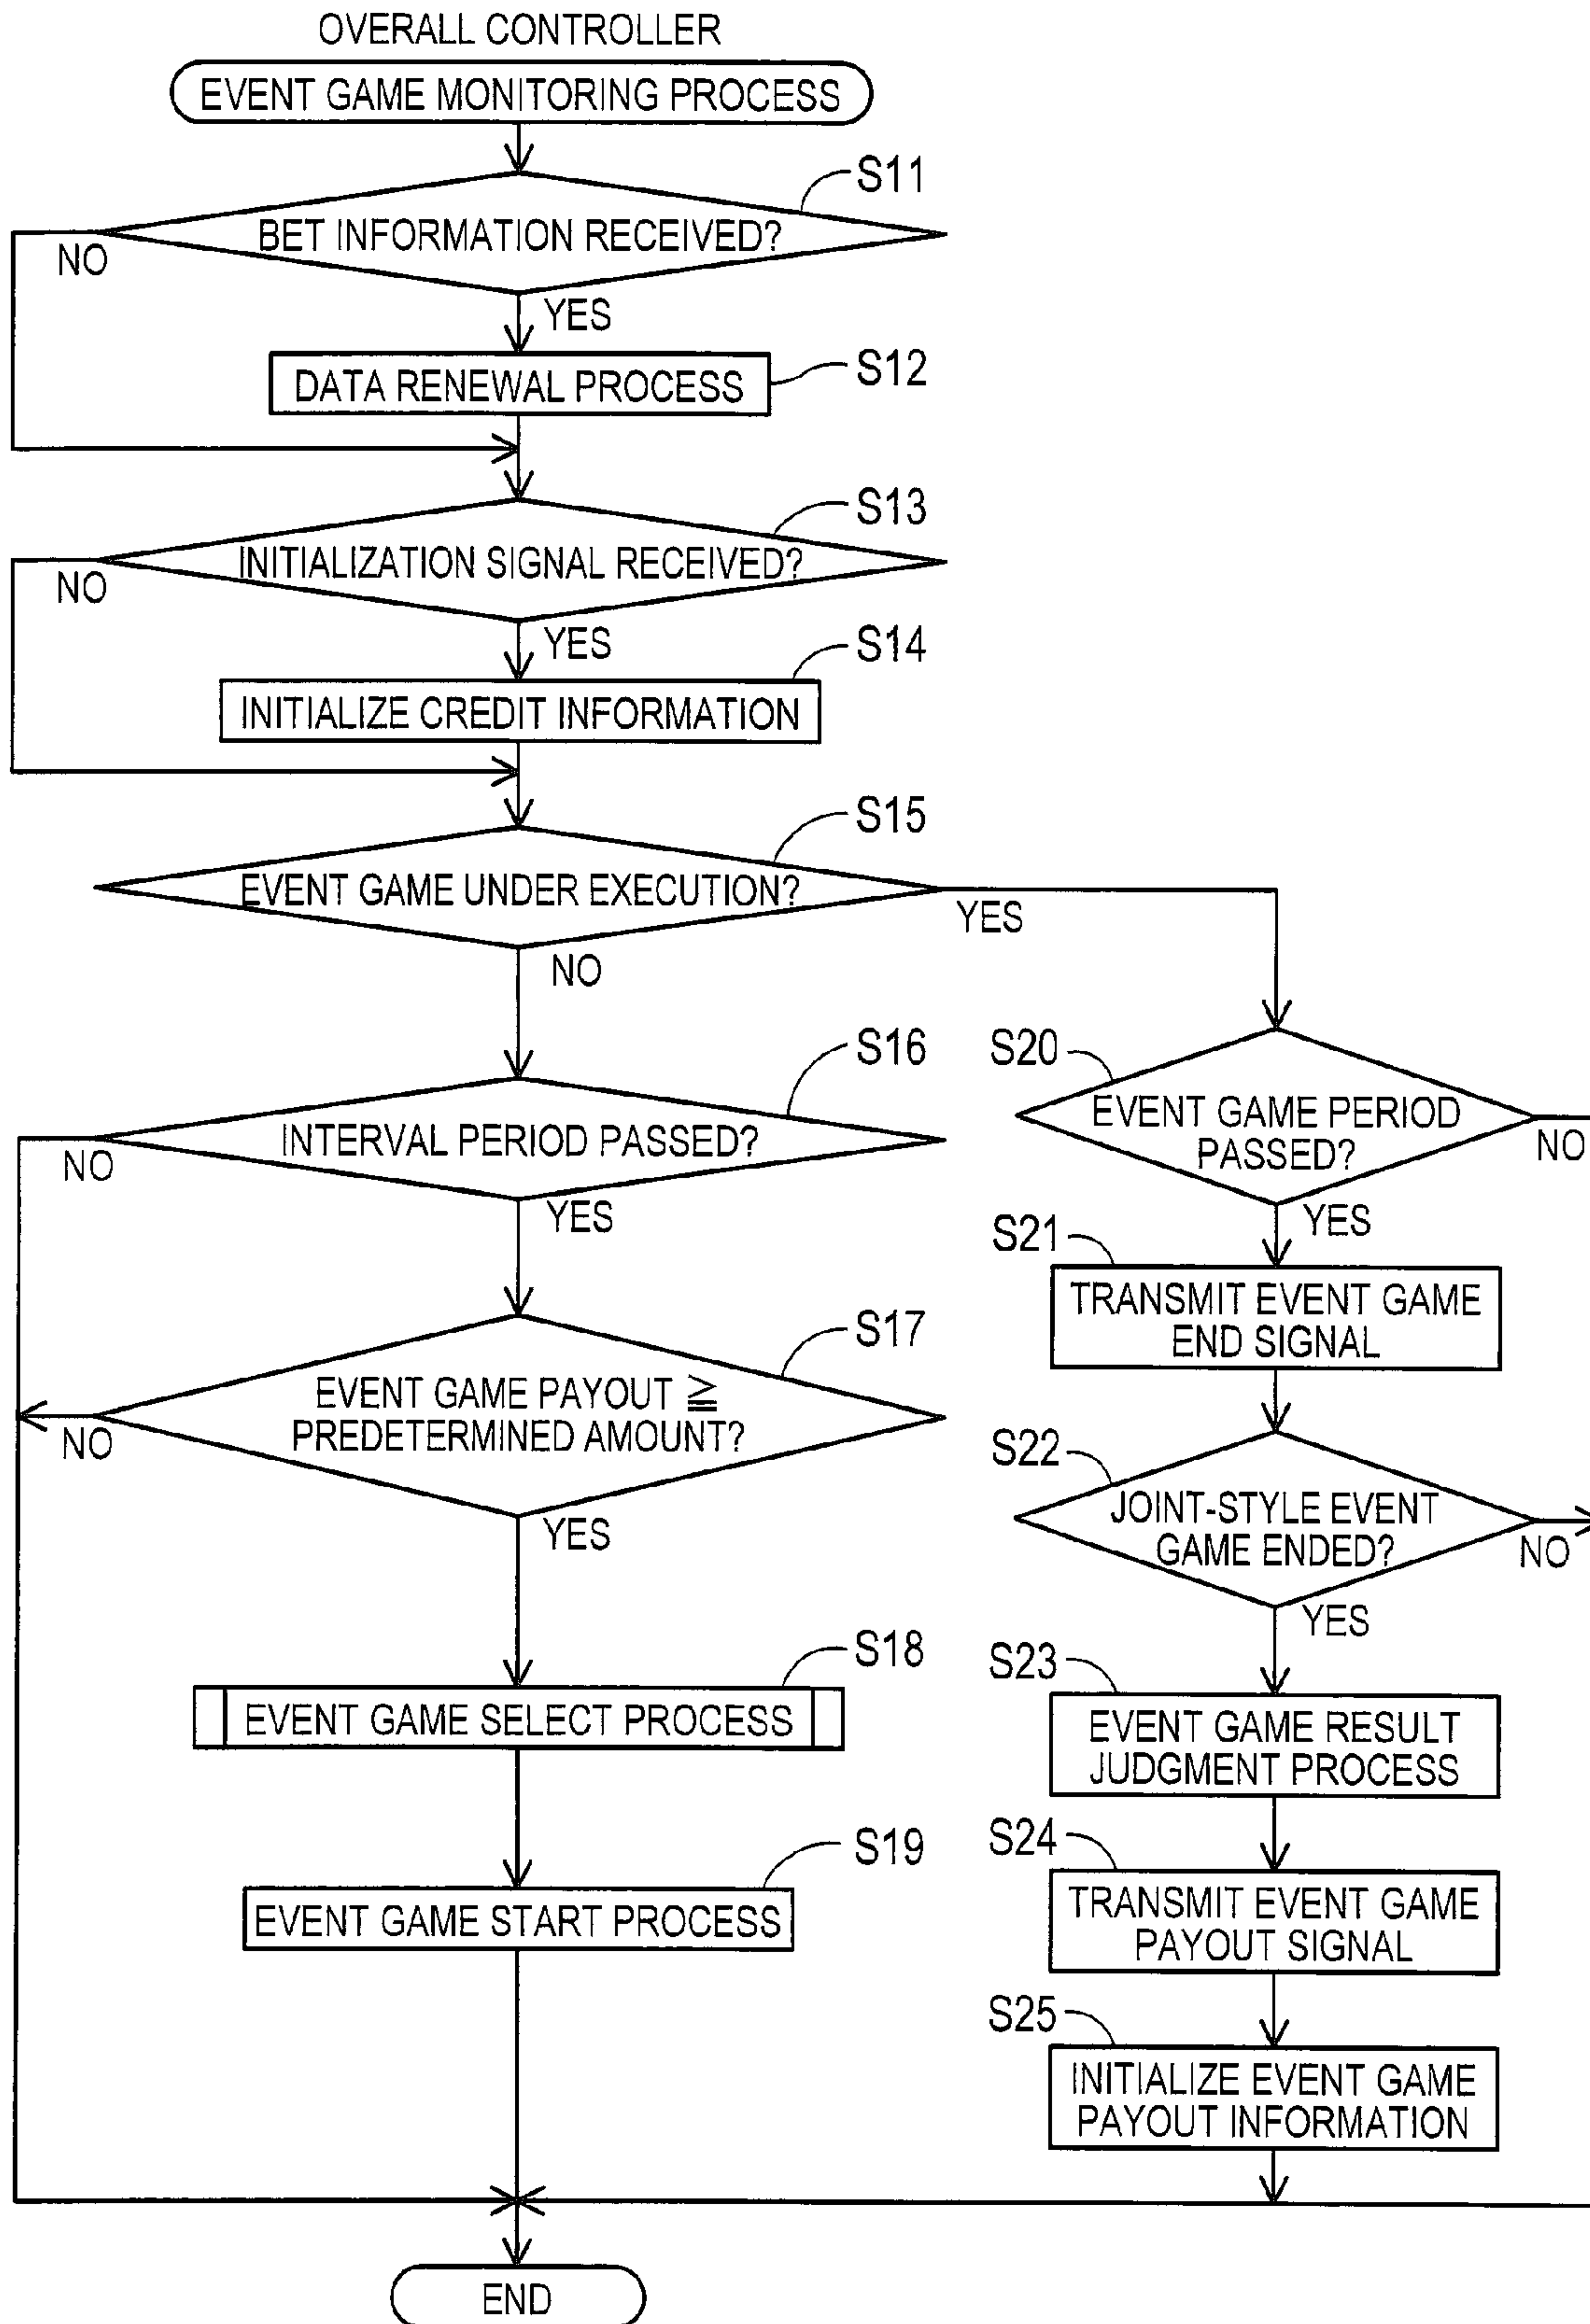 OVERALL CONTROLLER
EVENT GAME MONITORING PROCESS
S11
BET INFORMATION RECEIVED?
NO
YES
S12
DATA RENEWAL PROCESS
S13
INITIALIZATION SIGNAL RECEIVED?
NO
YES
S14
INITIALIZE CREDIT INFORMATION
S15
EVENT GAME UNDER EXECUTION?
YES
NO
S16
INTERVAL PERIOD PASSED?
NO
YES
S17
EVENT GAME PAYOUT ≧
PREDETERMINED AMOUNT?
NO
YES
S18
EVENT GAME SELECT PROCESS
S19
EVENT GAME START PROCESS
S20
EVENT GAME PERIOD
PASSED?
NO
YES
S21
TRANSMIT EVENT GAME
END SIGNAL
S22
JOINT-STYLE EVENT
GAME ENDED?
NO
YES
S23
EVENT GAME RESULT
JUDGMENT PROCESS
S24
TRANSMIT EVENT GAME
PAYOUT SIGNAL
S25
INITIALIZE EVENT GAME
PAYOUT INFORMATION
END